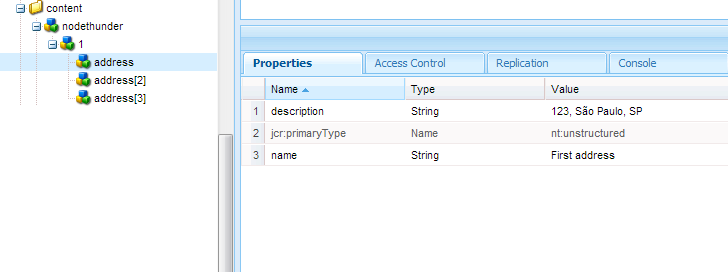 content
nodethunder
1
address
address[2]
address[3]
Properties Access Control Replication Console
Name Type Value
1 description String 123, São Paulo, SP
2 jcr:primaryType Name nt:unstructured
3 name String First address